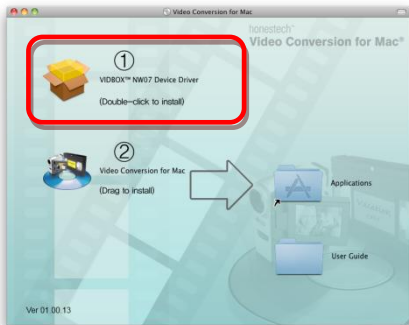 Video Conversion for Mac
honestech™
Video Conversion for Mac®
①
VIDBOX™ NW07 Device Driver
(Double-click to install)
②
Video Conversion for Mac
(Drag to install)
Applications
User Guide
Ver 01.00.13